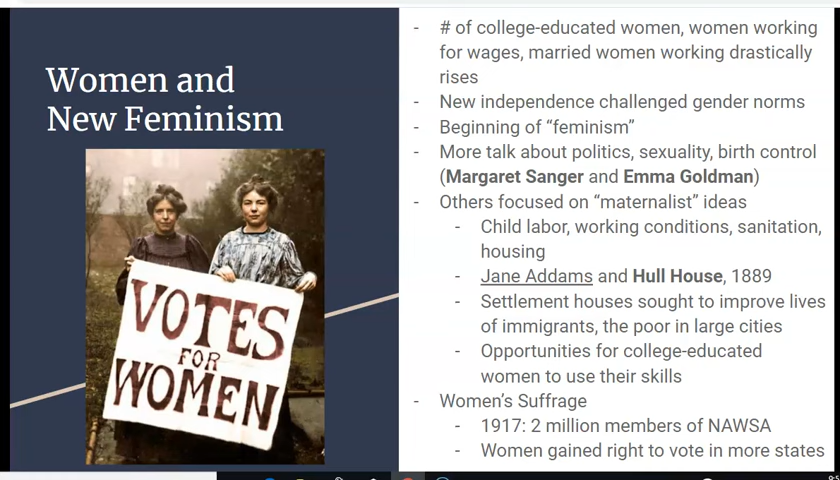 Women and
New Feminism
VOTES
FOR
WOMEN
- # of college-educated women, women working
for wages, married women working drastically
rises
- New independence challenged gender norms
- Beginning of “feminism”
- More talk about politics, sexuality, birth control
(Margaret Sanger and Emma Goldman)
- Others focused on “maternalist” ideas
- Child labor, working conditions, sanitation,
housing
- Jane Addams and Hull House, 1889
- Settlement houses sought to improve lives
of immigrants, the poor in large cities
- Opportunities for college-educated
women to use their skills
- Women’s Suffrage
- 1917: 2 million members of NAWSA
- Women gained right to vote in more states